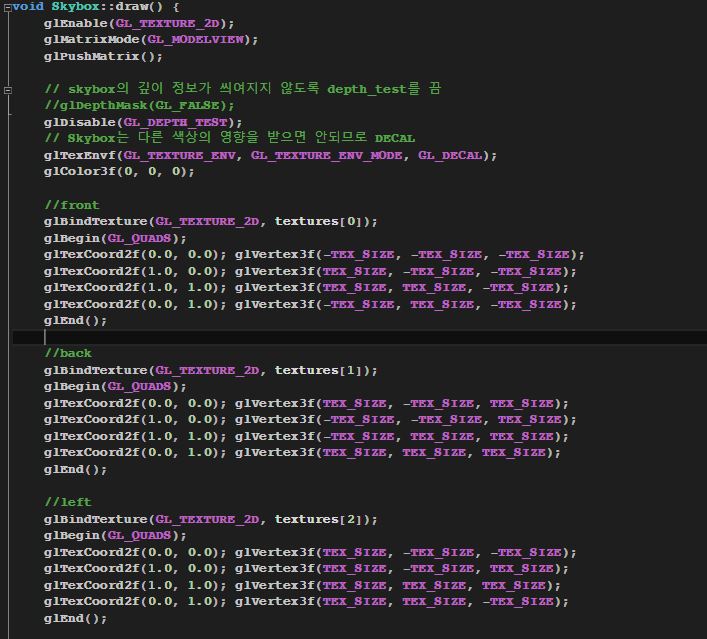 void Skybox::draw() {
glEnable(GL_TEXTURE_2D);
glMatrixMode(GL_MODELVIEW);
glPushMatrix();
// skybox의 깊이 정보가 씌여지지 않도록 depth_test를 끔
//glDepthMask(GL_FALSE);
glDisable(GL_DEPTH_TEST);
// Skybox는 다른 색상의 영향을 받으면 안되므로 DECAL
glTexEnvf(GL_TEXTURE_ENV, GL_TEXTURE_ENV_MODE, GL_DECAL);
glColor3f(0, 0, 0);
//front
glBindTexture(GL_TEXTURE_2D, textures[0]);
glBegin(GL_QUADS);
glTexCoord2f(0.0, 0.0); glVertex3f(-TEX_SIZE, -TEX_SIZE, -TEX_SIZE);
glTexCoord2f(1.0, 0.0); glVertex3f(TEX_SIZE, -TEX_SIZE, -TEX_SIZE);
glTexCoord2f(1.0, 1.0); glVertex3f(TEX_SIZE, TEX_SIZE, -TEX_SIZE);
glTexCoord2f(0.0, 1.0); glVertex3f(-TEX_SIZE, TEX_SIZE, -TEX_SIZE);
glEnd();
//back
glBindTexture(GL_TEXTURE_2D, textures[1]);
glBegin(GL_QUADS);
glTexCoord2f(0.0, 0.0); glVertex3f(TEX_SIZE, -TEX_SIZE, TEX_SIZE);
glTexCoord2f(1.0, 0.0); glVertex3f(-TEX_SIZE, -TEX_SIZE, TEX_SIZE);
glTexCoord2f(1.0, 1.0); glVertex3f(-TEX_SIZE, TEX_SIZE, TEX_SIZE);
glTexCoord2f(0.0, 1.0); glVertex3f(TEX_SIZE, TEX_SIZE, TEX_SIZE);
glEnd();
//left
glBindTexture(GL_TEXTURE_2D, textures[2]);
glBegin(GL_QUADS);
glTexCoord2f(0.0, 0.0); glVertex3f(TEX_SIZE, -TEX_SIZE, -TEX_SIZE);
glTexCoord2f(1.0, 0.0); glVertex3f(TEX_SIZE, -TEX_SIZE, TEX_SIZE);
glTexCoord2f(1.0, 1.0); glVertex3f(TEX_SIZE, TEX_SIZE, TEX_SIZE);
glTexCoord2f(0.0, 1.0); glVertex3f(TEX_SIZE, TEX_SIZE, -TEX_SIZE);
glEnd();